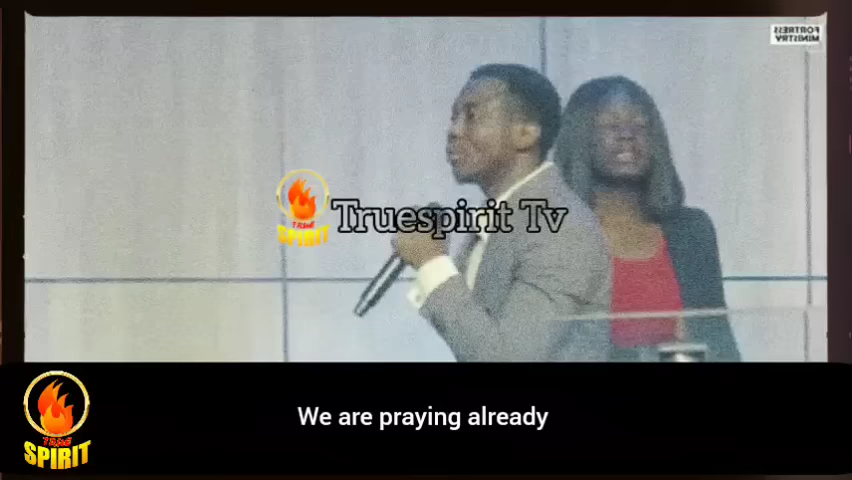 FORTRESS
MINISTRY
TRUE
SPIRIT
Truespirit Tv
We are praying already
TRUE
SPIRIT